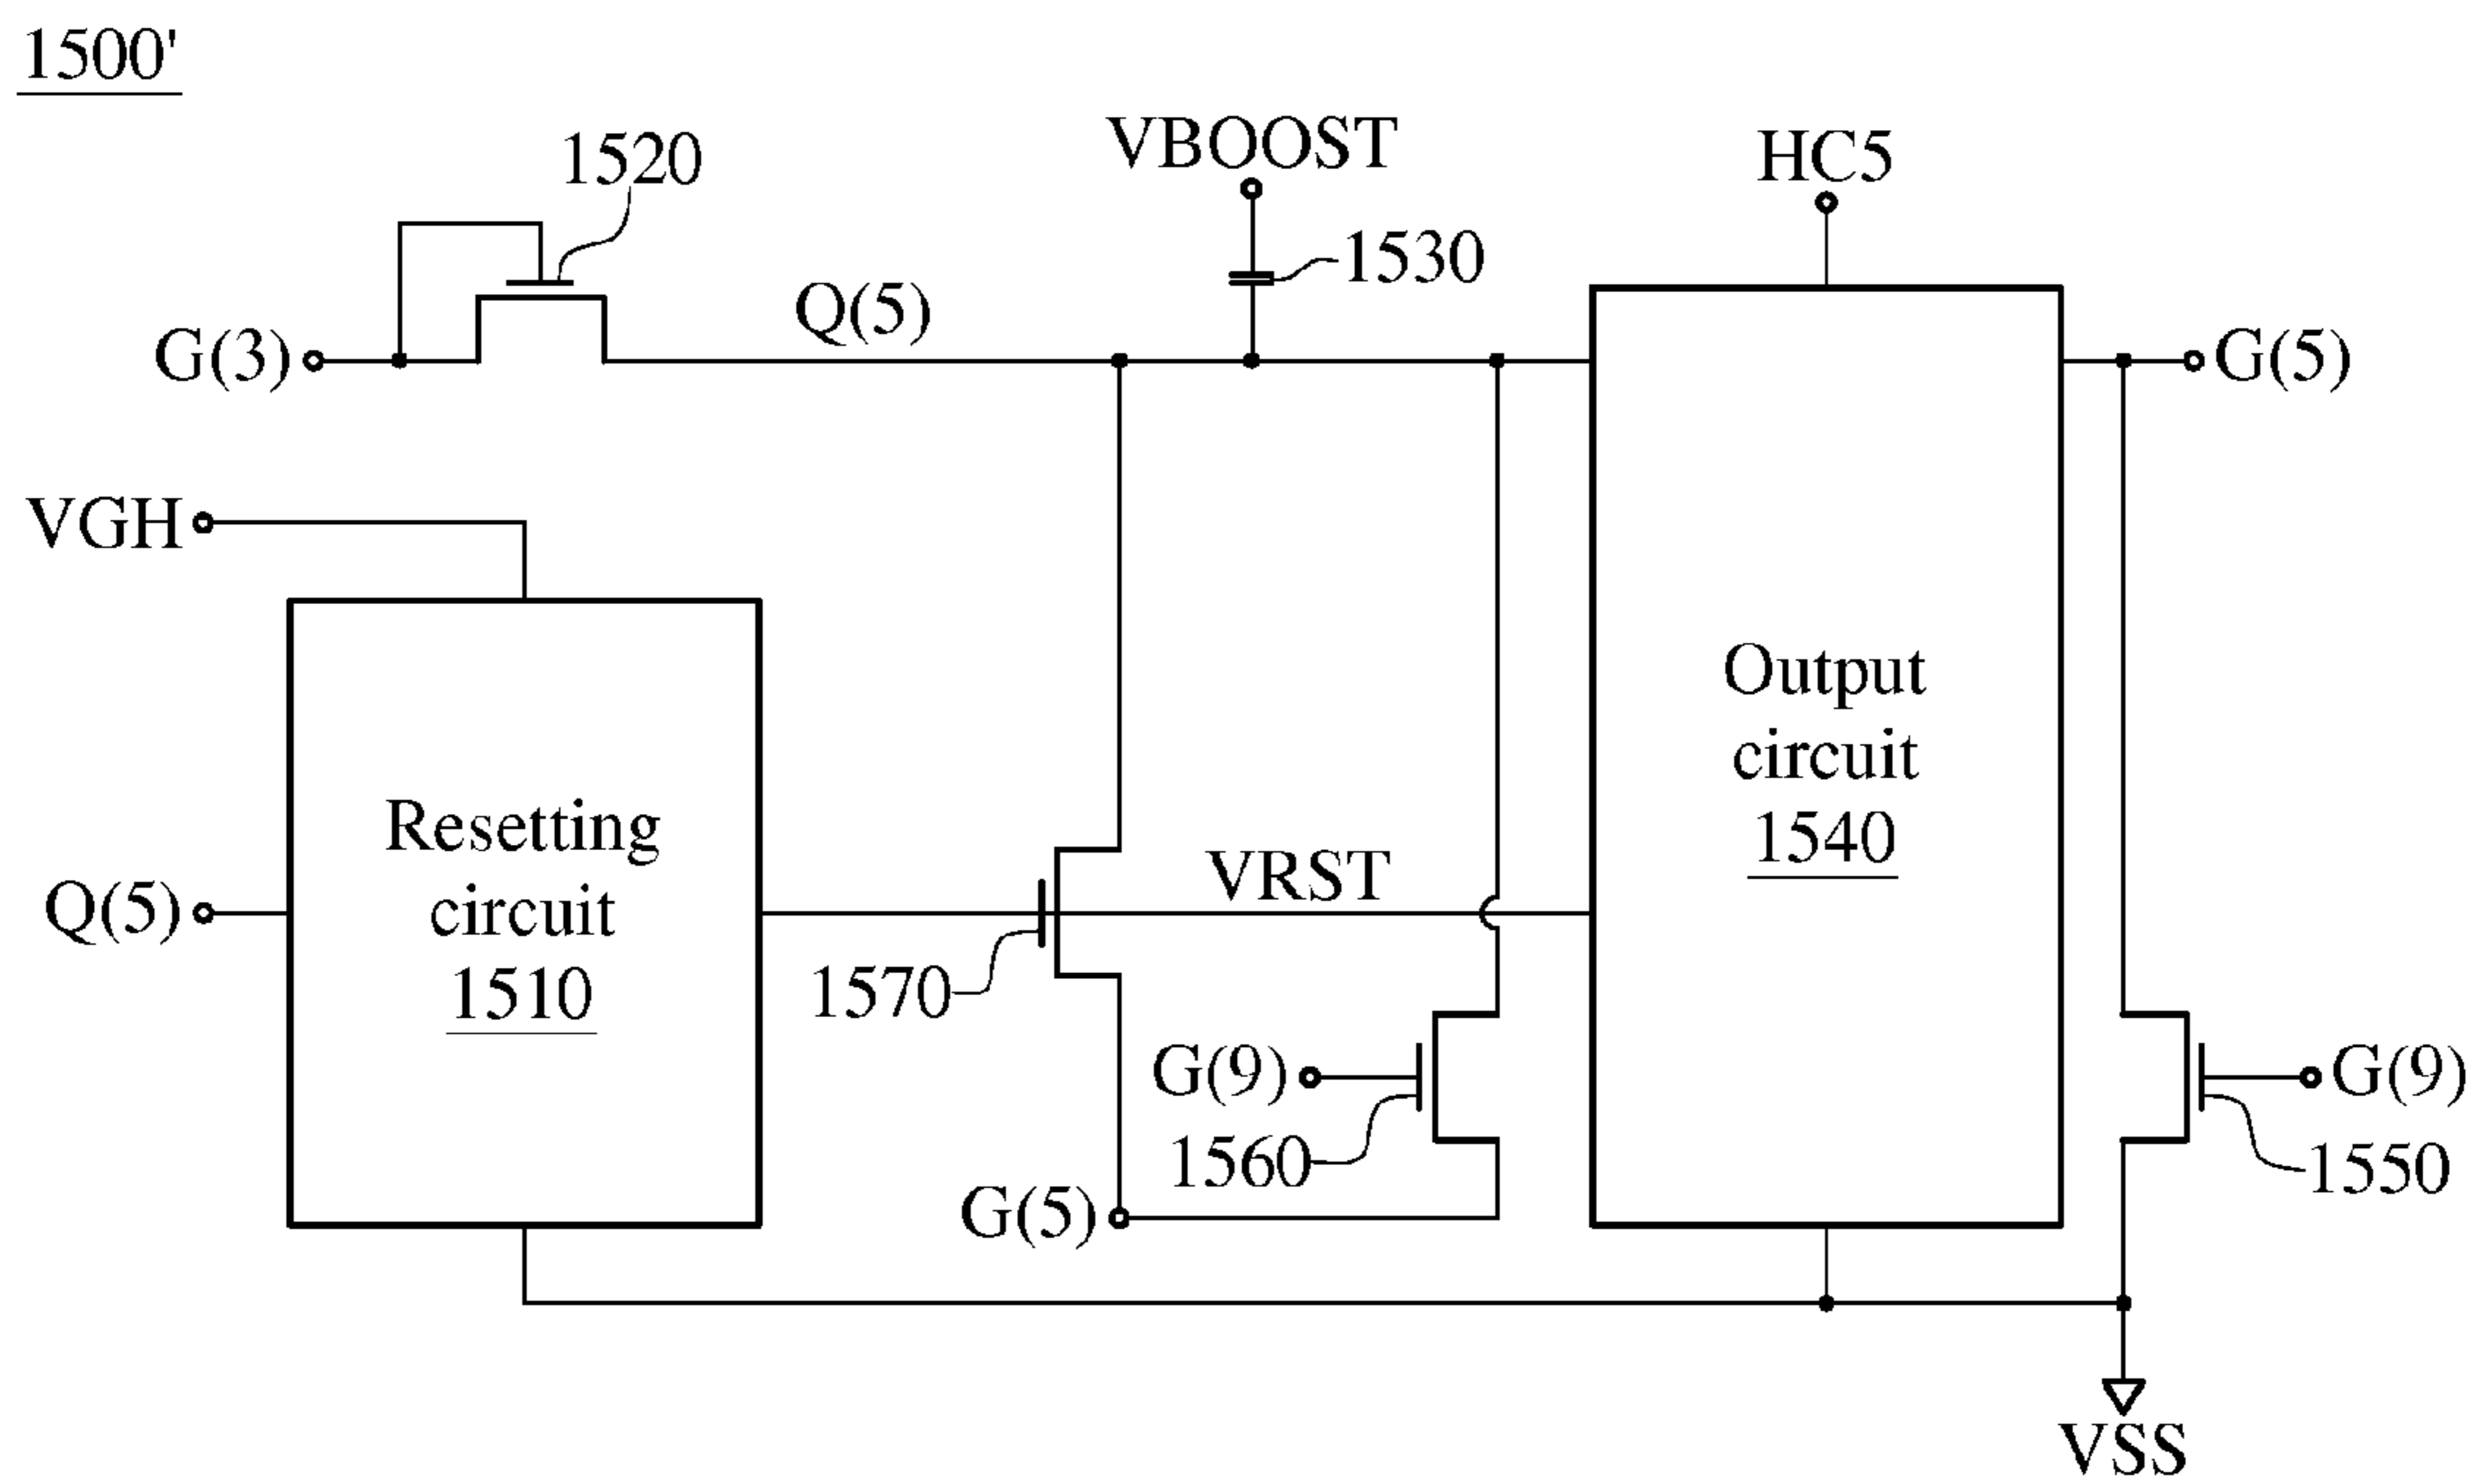 1500'
1520
VBOOST
HC5
1530
Q(5)
G(3)
G(5)
VGH
Output
circuit
1540
Resetting
circuit
1510
VRST
Q(5)
1570
G(9)
G(9)
1560
1550
G(5)
VSS